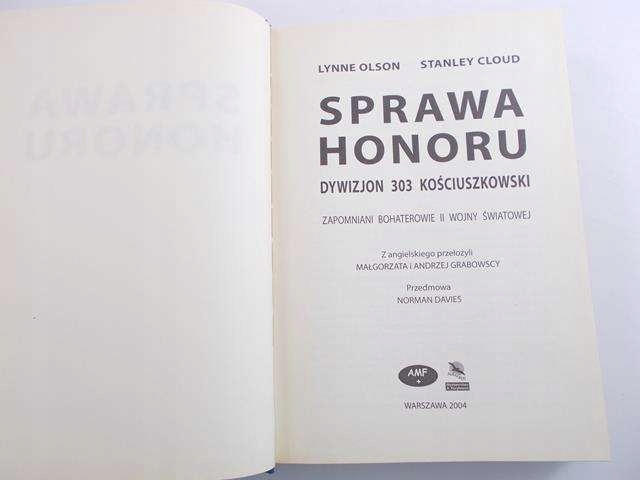 LYNNE OLSON STANLEY CLOUD
SPRAWA
HONORU
DYWIZJON 303 KOŚCIUSZKOWSKI
ZAPOMNIANI BOHATEROWIE II WOJNY ŚWIATOWEJ
Z angielskiego przełożyli
MAŁGORZATA i ANDRZEJ GRABOWSCY
Przedmowa
NORMAN DAVIES
AMF
+
WARSZAWA 2004